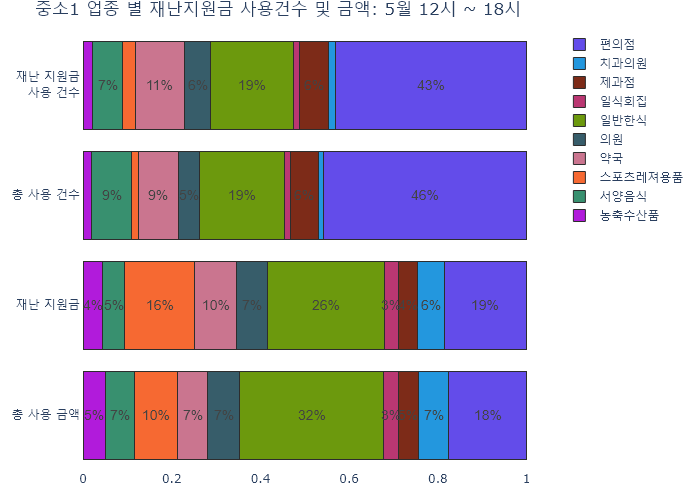 중소1 업종 별 재난지원금 사용건수 및 금액: 5월 12시 ~ 18시
재난 지원금
사용 건수
7%
11%
6%
19%
43%
총 사용 건수
9%
9%
5%
19%
46%
재난 지원금
4%
5%
16%
10%
7%
26%
3%
6%
19%
총 사용 금액
5%
7%
10%
7%
7%
32%
3%
7%
18%
0
0.2
0.4
0.6
0.8
1
편의점
치과의원
제과점
일식회집
일반한식
의원
약국
스포츠레져용품
서양음식
농축수산품